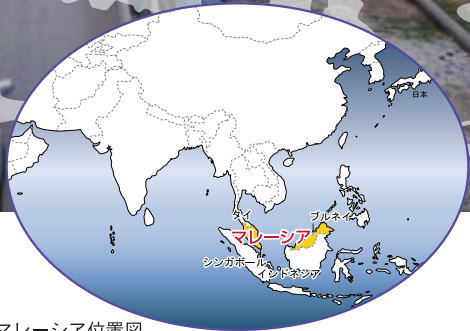 日本
タイ
ブルネイ
マレーシア
シンガポール
インドネシア
マレーシア位置図